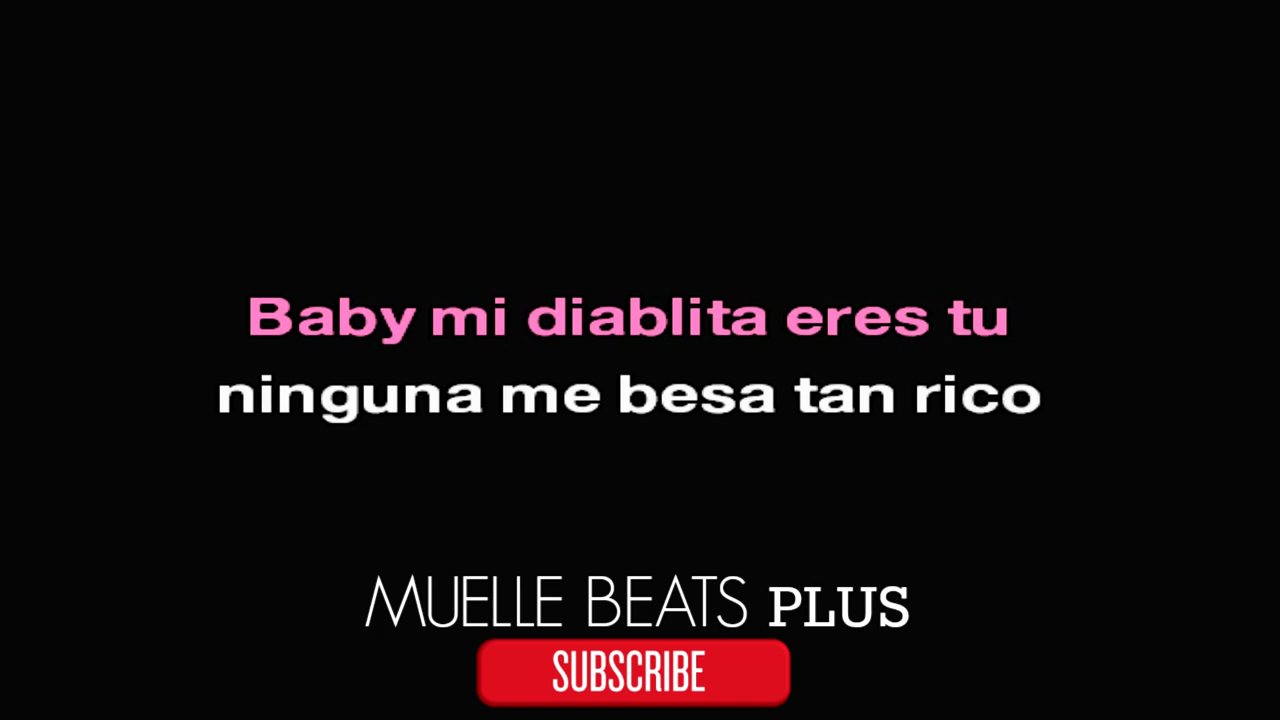 Baby mi diablita eres tu
ninguna me besa tan rico
MUELLE BEATS PLUS
SUBSCRIBE